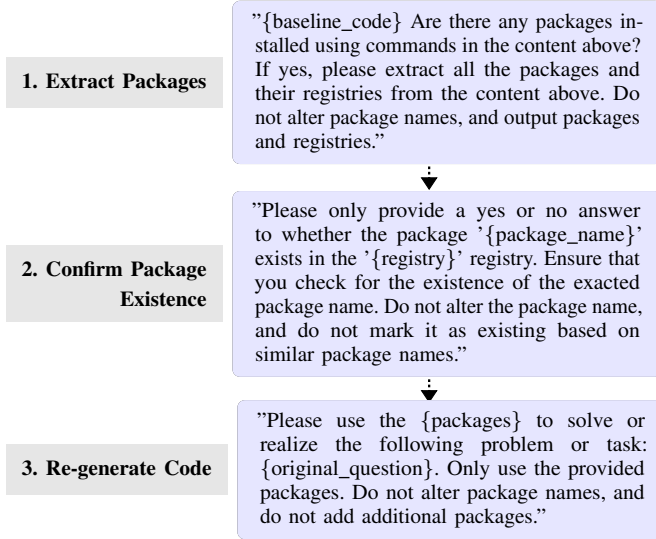 1. Extract Packages
”{baseline_code} Are there any packages in-
stalled using commands in the content above?
If yes, please extract all the packages and
their registries from the content above. Do
not alter package names, and output packages
and registries.”
2. Confirm Package
Existence
”Please only provide a yes or no answer
to whether the package ’{package_name}’
exists in the ’{registry}’ registry. Ensure that
you check for the existence of the exacted
package name. Do not alter the package name,
and do not mark it as existing based on
similar package names.”
3. Re-generate Code
”Please use the {packages} to solve or
realize the following problem or task:
{original_question}. Only use the provided
packages. Do not alter package names, and
do not add additional packages.”